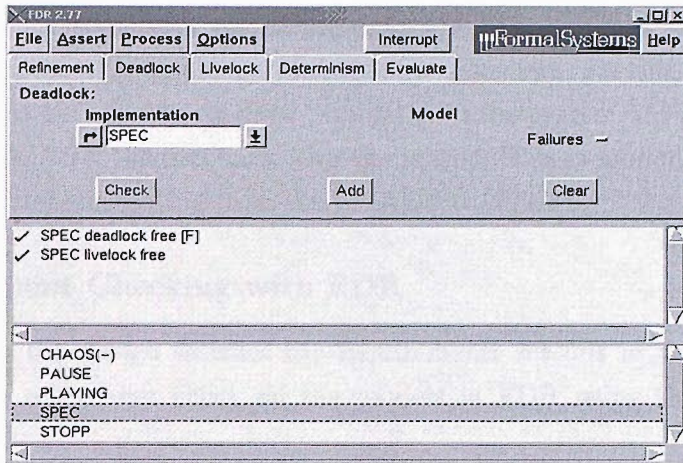 FDR 2.77
File Assert Process Options Interrupt FormalSystems Help
Refinement Deadlock Livelock Determinism Evaluate
Deadlock:
Implementation Model
SPEC
Failures
Check Add Clear
✓ SPEC deadlock free [F]
✓ SPEC livelock free
CHAOS(-)
PAUSE
PLAYING
SPEC
STOPP